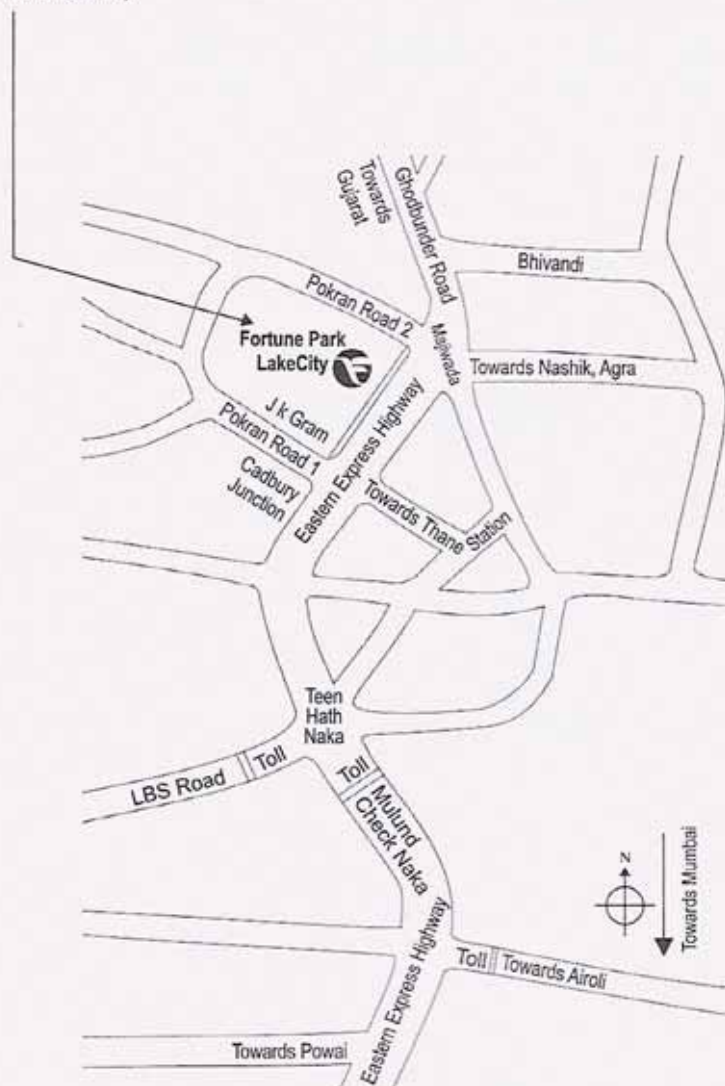 Towards
Gujarat
Ghodbunder Road
Bhivandi
Pokran Road 2
Majiwada
Fortune Park
LakeCity
Towards Nashik, Agra
J k Gram
Pokran Road 1
Eastern Express Highway
Cadbury
Junction
Towards Thane Station
Teen
Hath
Naka
Toll
LBS Road
Toll
Mulund
Check Naka
N
Towards Mumbai
Eastern Express Highway
Toll
Towards Airoli
Towards Powai